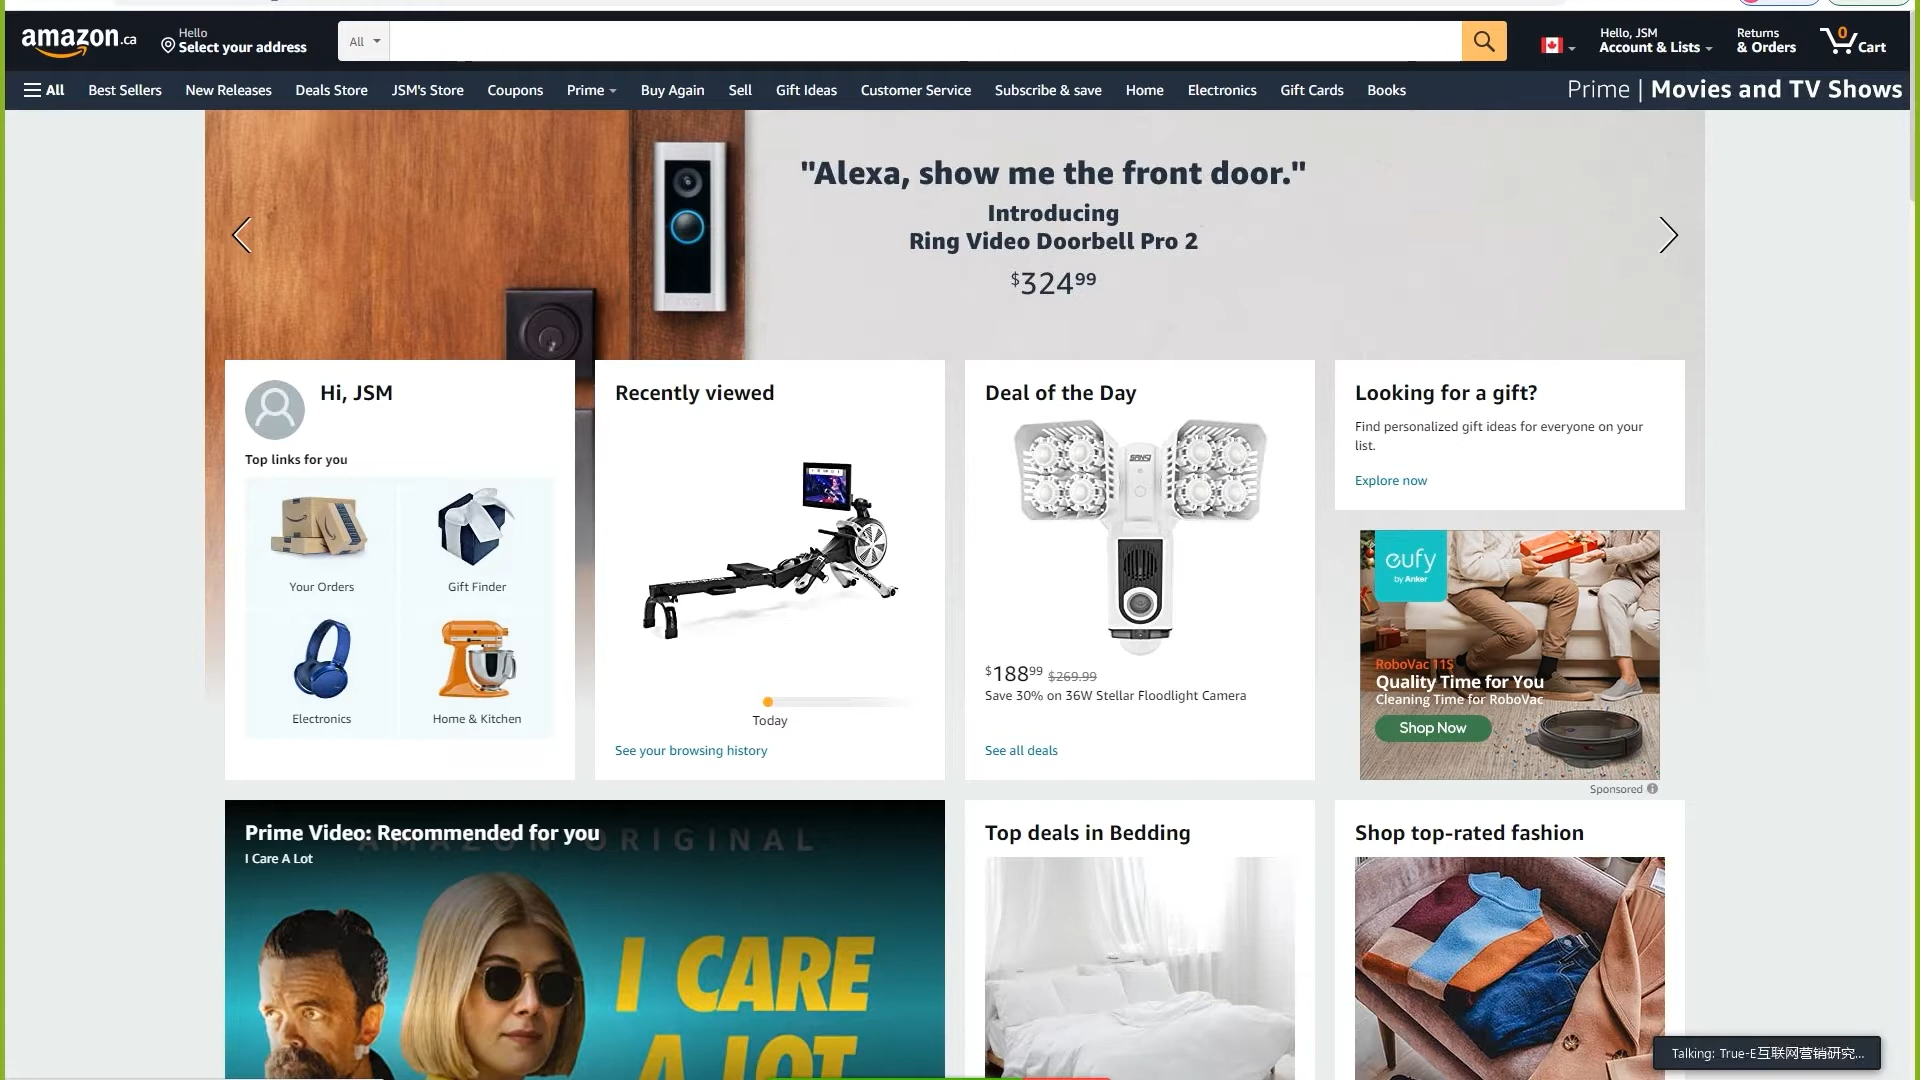 amazon.ca
Hello
Select your address
All
Hello, JSM
Account & Lists
Returns
& Orders
0
Cart
All
Best Sellers
New Releases
Deals Store
JSM's Store
Coupons
Prime
Buy Again
Sell
Gift Ideas
Customer Service
Subscribe & save
Home
Electronics
Gift Cards
Books
Prime | Movies and TV Shows
"Alexa, show me the front door."
Introducing
Ring Video Doorbell Pro 2
$32499
Hi, JSM
Top links for you
Your Orders
Gift Finder
Electronics
Home & Kitchen
Recently viewed
NordicTrack
Today
See your browsing history
Deal of the Day
SANSI
$18899 $269.99
Save 30% on 36W Stellar Floodlight Camera
See all deals
Looking for a gift?
Find personalized gift ideas for everyone on your
list.
Explore now
eufy
by Anker
RoboVac 11S
Quality Time for You
Cleaning Time for RoboVac
Shop Now
Sponsored
AMAZON ORIGINAL
Prime Video: Recommended for you
I Care A Lot
I CARE
A LOT
Top deals in Bedding
Shop top-rated fashion
Talking: True-E互联网营销研究...